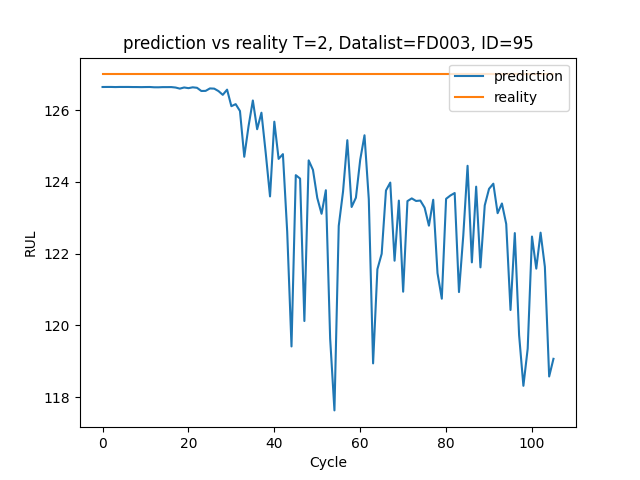 prediction vs reality T=2, Datalist=FD003, ID=95
prediction
reality
126
124
122
120
118
RUL
0 20 40 60 80 100
Cycle